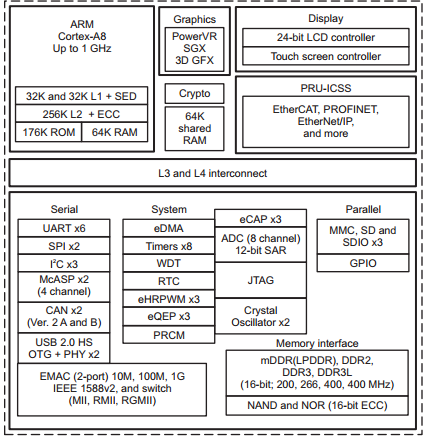 ARM
Cortex-A8
Up to 1 GHz
32K and 32K L1 + SED
256K L2 + ECC
176K ROM
64K RAM
Graphics
PowerVR
SGX
3D GFX
Crypto
64K
shared
RAM
Display
24-bit LCD controller
Touch screen controller
PRU-ICSS
EtherCAT, PROFINET,
EtherNet/IP,
and more
L3 and L4 interconnect
Serial
UART x6
SPI x2
I²C x3
McASP x2
(4 channel)
CAN x2
(Ver. 2 A and B)
USB 2.0 HS
OTG + PHY x2
EMAC (2-port) 10M, 100M, 1G
IEEE 1588v2, and switch
(MII, RMII, RGMII)
System
eDMA
Timers x8
WDT
RTC
eHRPWM x3
eQEP x3
PRCM
eCAP x3
ADC (8 channel)
12-bit SAR
JTAG
Crystal
Oscillator x2
Parallel
MMC, SD and
SDIO x3
GPIO
Memory interface
mDDR(LPDDR), DDR2,
DDR3, DDR3L
(16-bit; 200, 266, 400, 400 MHz)
NAND and NOR (16-bit ECC)